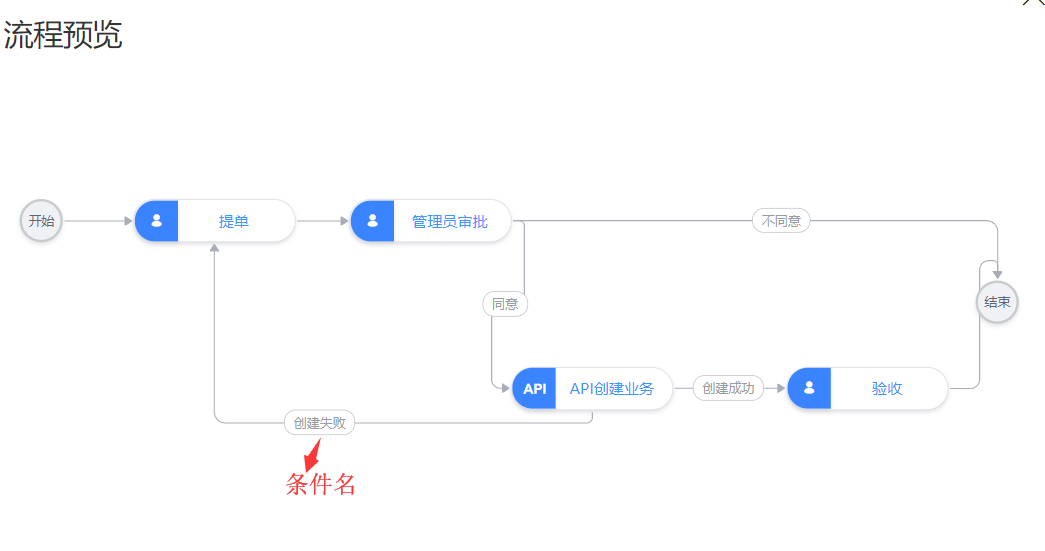 流程预览
开始
提单
管理员审批
不同意
同意
结束
API
API创建业务
创建成功
验收
创建失败
条件名